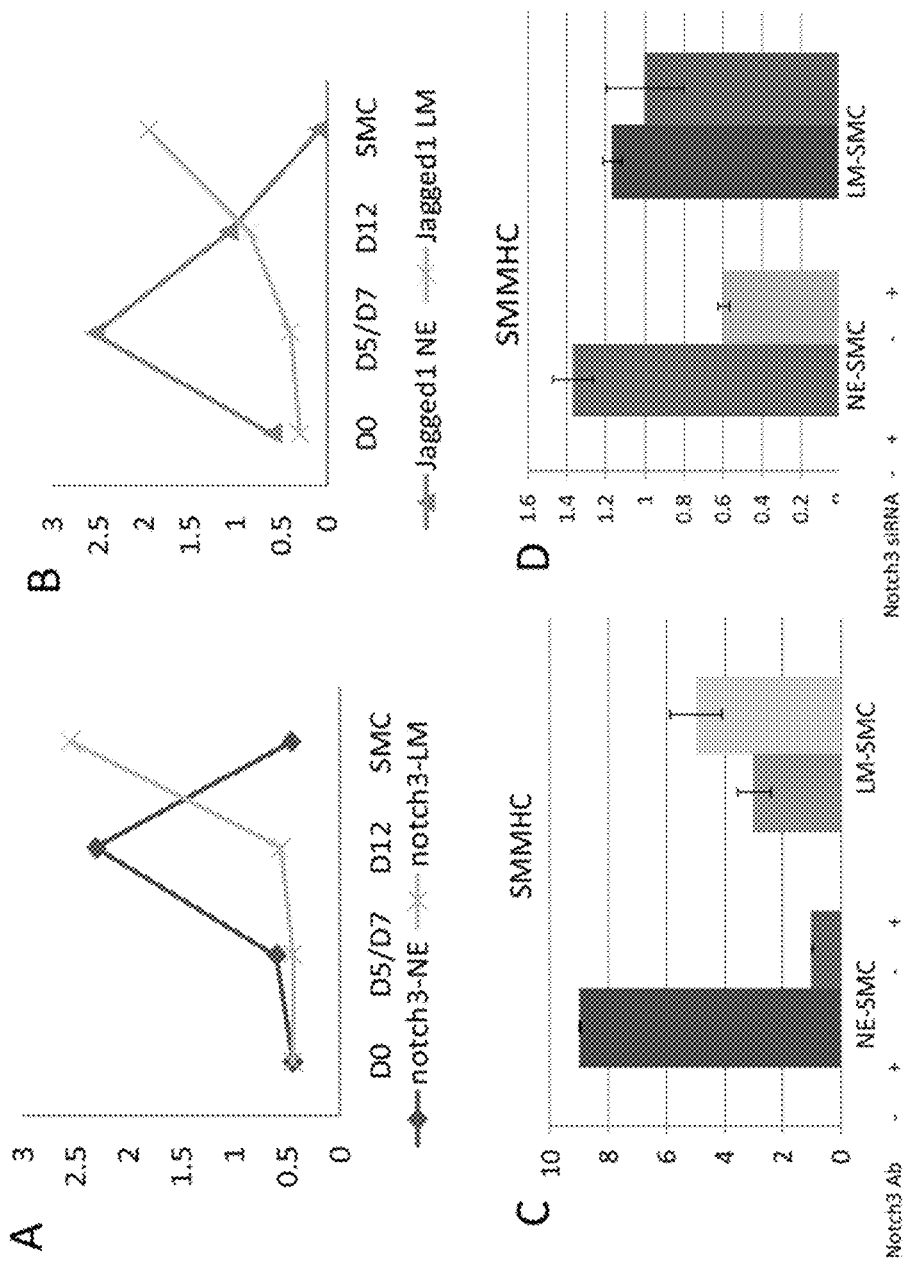 A
3
2.5
2
1.5
1
0.5
0
D0 D5/D7 D12 SMC
notch3-NE notch3-LM
B
3
2.5
2
1.5
1
0.5
0
D0 D5/D7 D12 SMC
Jagged1 NE Jagged1 LM
C
SMMHC
10
8
6
4
2
0
NE-SMC LM-SMC
Notch3 Ab - + - +
D
SMMHC
1.6
1.4
1.2
1
0.8
0.6
0.4
0.2
NE-SMC LM-SMC
Notch3 siRNA - + - +